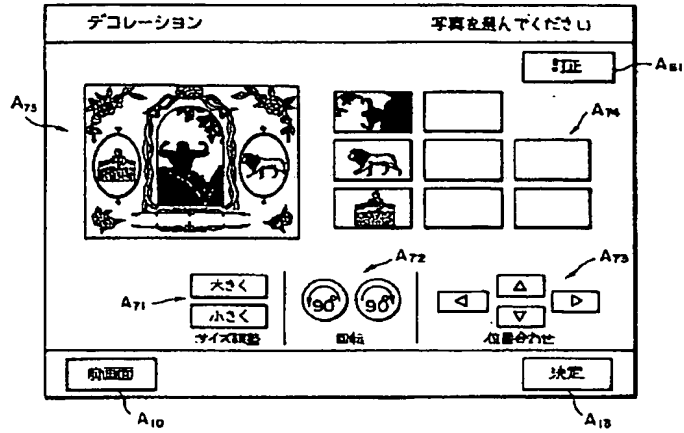 デコレーション 写真を選んでください
訂正 A81
A75 A74
A72
A71 大きく 90° 90° A73
小さく
サイズ調整 回転 位置合わせ
前画面 決定
A10 A13